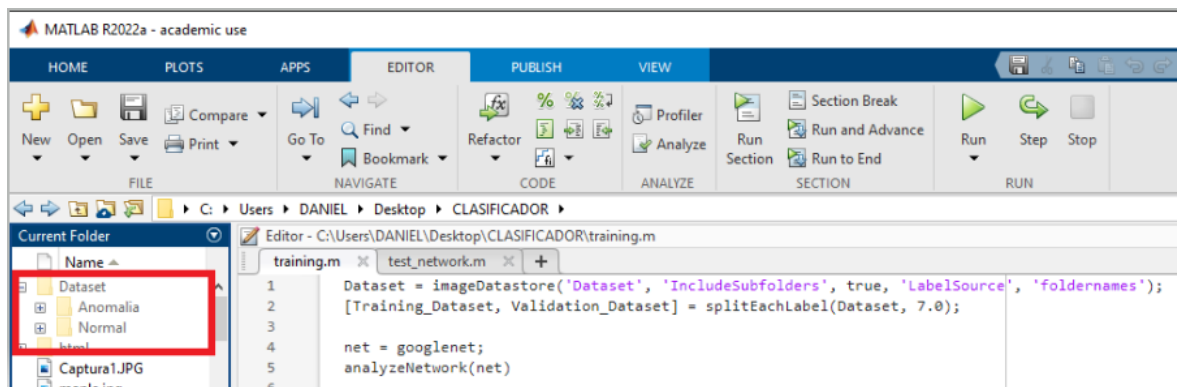 MATLAB R2022a - academic use
HOME PLOTS APPS EDITOR PUBLISH VIEW
New Open Save Compare Print
Go To Find Bookmark
Refactor
Profiler Analyze
Run Section Section Break Run and Advance Run to End
Run Step Stop
FILE NAVIGATE CODE ANALYZE SECTION RUN
C: Users DANIEL Desktop CLASIFICADOR
Current Folder
Editor - C:\Users\DANIEL\Desktop\CLASIFICADOR\training.m
Name
training.m test_network.m
Dataset
Anomalia
Normal
html
Captura1.JPG
1 Dataset = imageDatastore('Dataset', 'IncludeSubfolders', true, 'LabelSource', 'foldernames');
2 [Training_Dataset, Validation_Dataset] = splitEachLabel(Dataset, 7.0);
3
4 net = googlenet;
5 analyzeNetwork(net)